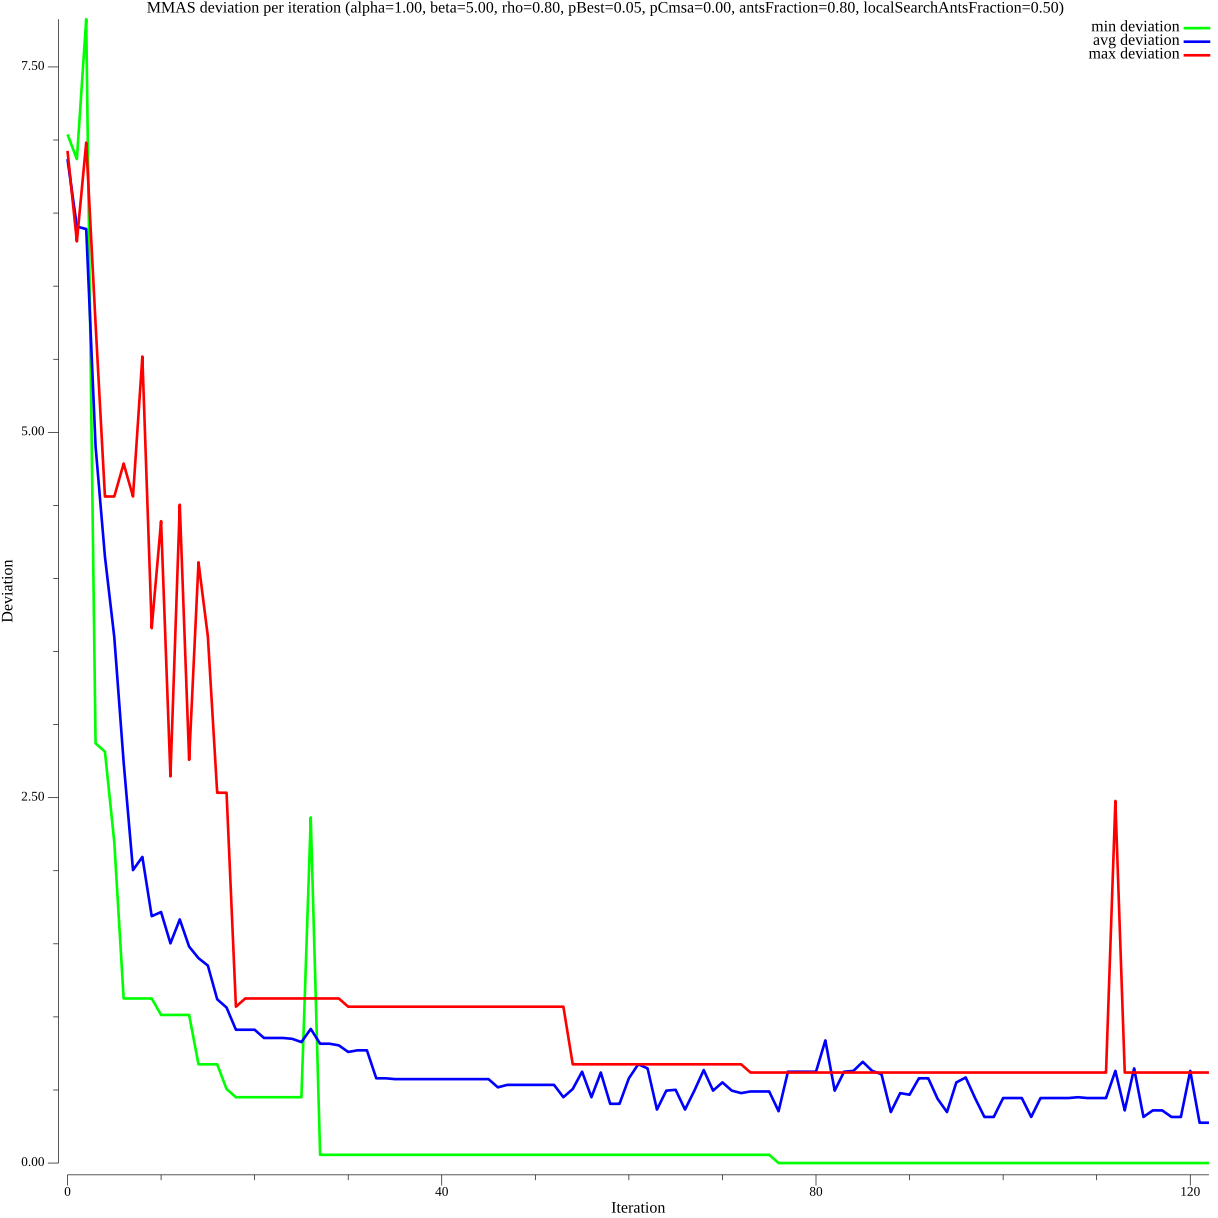 MMAS deviation per iteration (alpha=1.00, beta=5.00, rho=0.80, pBest=0.05, pCmsa=0.00, antsFraction=0.80, localSearchAntsFraction=0.50)
min deviation
avg deviation
max deviation
7.50
5.00
2.50
0.00
Deviation
0 40 80 120
Iteration